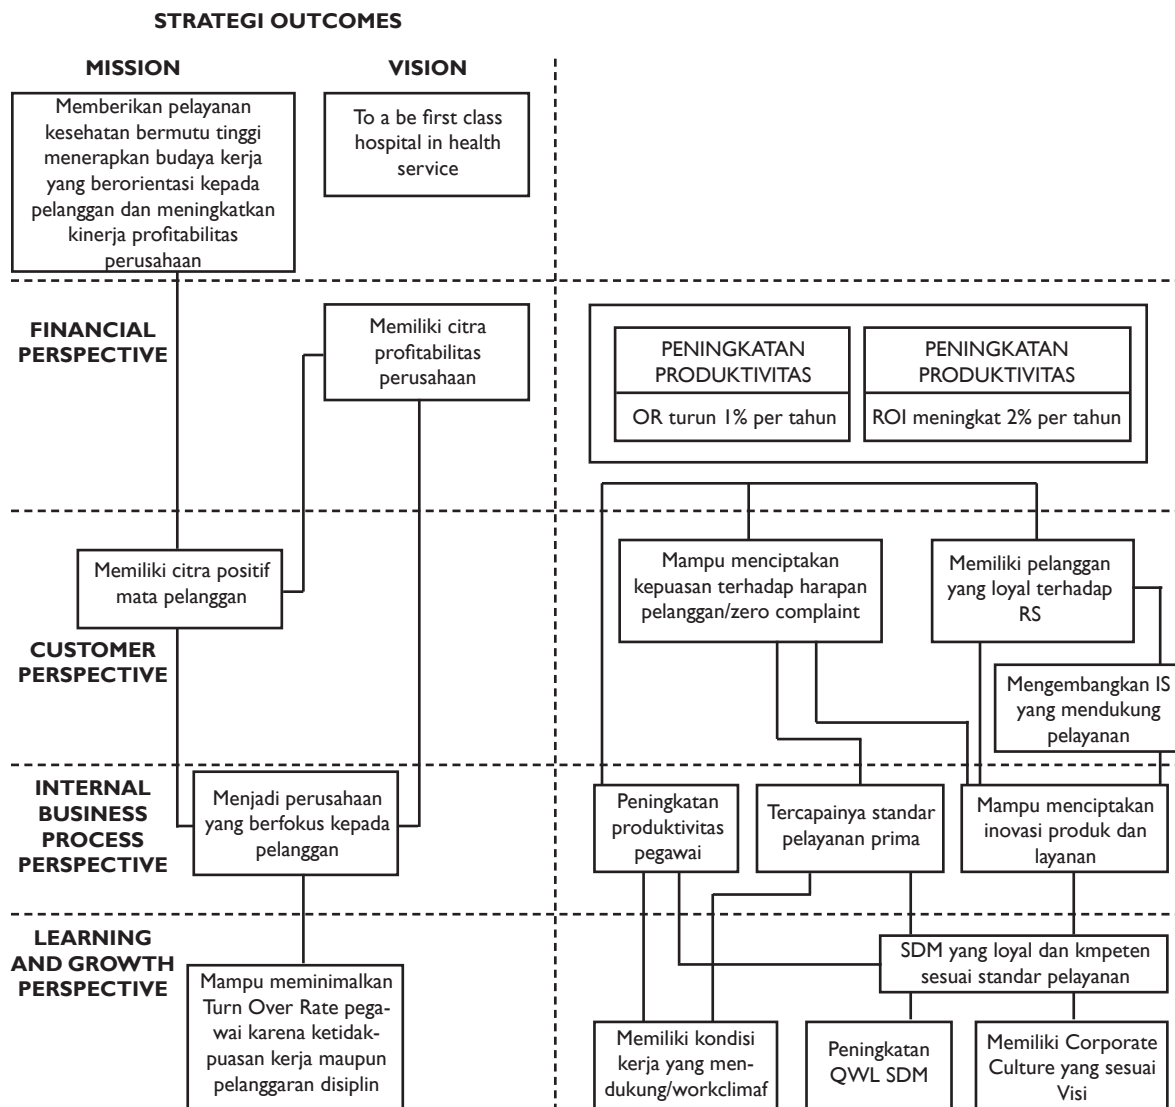 STRATEGI OUTCOMES
MISSION
VISION
Memberikan pelayanan
kesehatan bermutu tinggi
menerapkan budaya kerja
yang berorientasi kepada
pelanggan dan meningkatkan
kinerja profitabilitas
perusahaan
To a be first class
hospital in health
service
FINANCIAL
PERSPECTIVE
Memiliki citra
profitabilitas
perusahaan
PENINGKATAN
PRODUKTIVITAS
OR turun 1% per tahun
PENINGKATAN
PRODUKTIVITAS
ROI meningkat 2% per tahun
CUSTOMER
PERSPECTIVE
Memiliki citra positif
mata pelanggan
Mampu menciptakan
kepuasan terhadap harapan
pelanggan/zero complaint
Memiliki pelanggan
yang loyal terhadap
RS
Mengembangkan IS
yang mendukung
pelayanan
INTERNAL
BUSINESS
PROCESS
PERSPECTIVE
Menjadi perusahaan
yang berfokus kepada
pelanggan
Peningkatan
produktivitas
pegawai
Tercapainya standar
pelayanan prima
Mampu menciptakan
inovasi produk dan
layanan
LEARNING
AND GROWTH
PERSPECTIVE
Mampu meminimalkan
Turn Over Rate pega-
wai karena ketidak-
puasan kerja maupun
pelanggaran disiplin
SDM yang loyal dan kmpeten
sesuai standar pelayanan
Memiliki kondisi
kerja yang men-
dukung/workclimaf
Peningkatan
QWL SDM
Memiliki Corporate
Culture yang sesuai
Visi